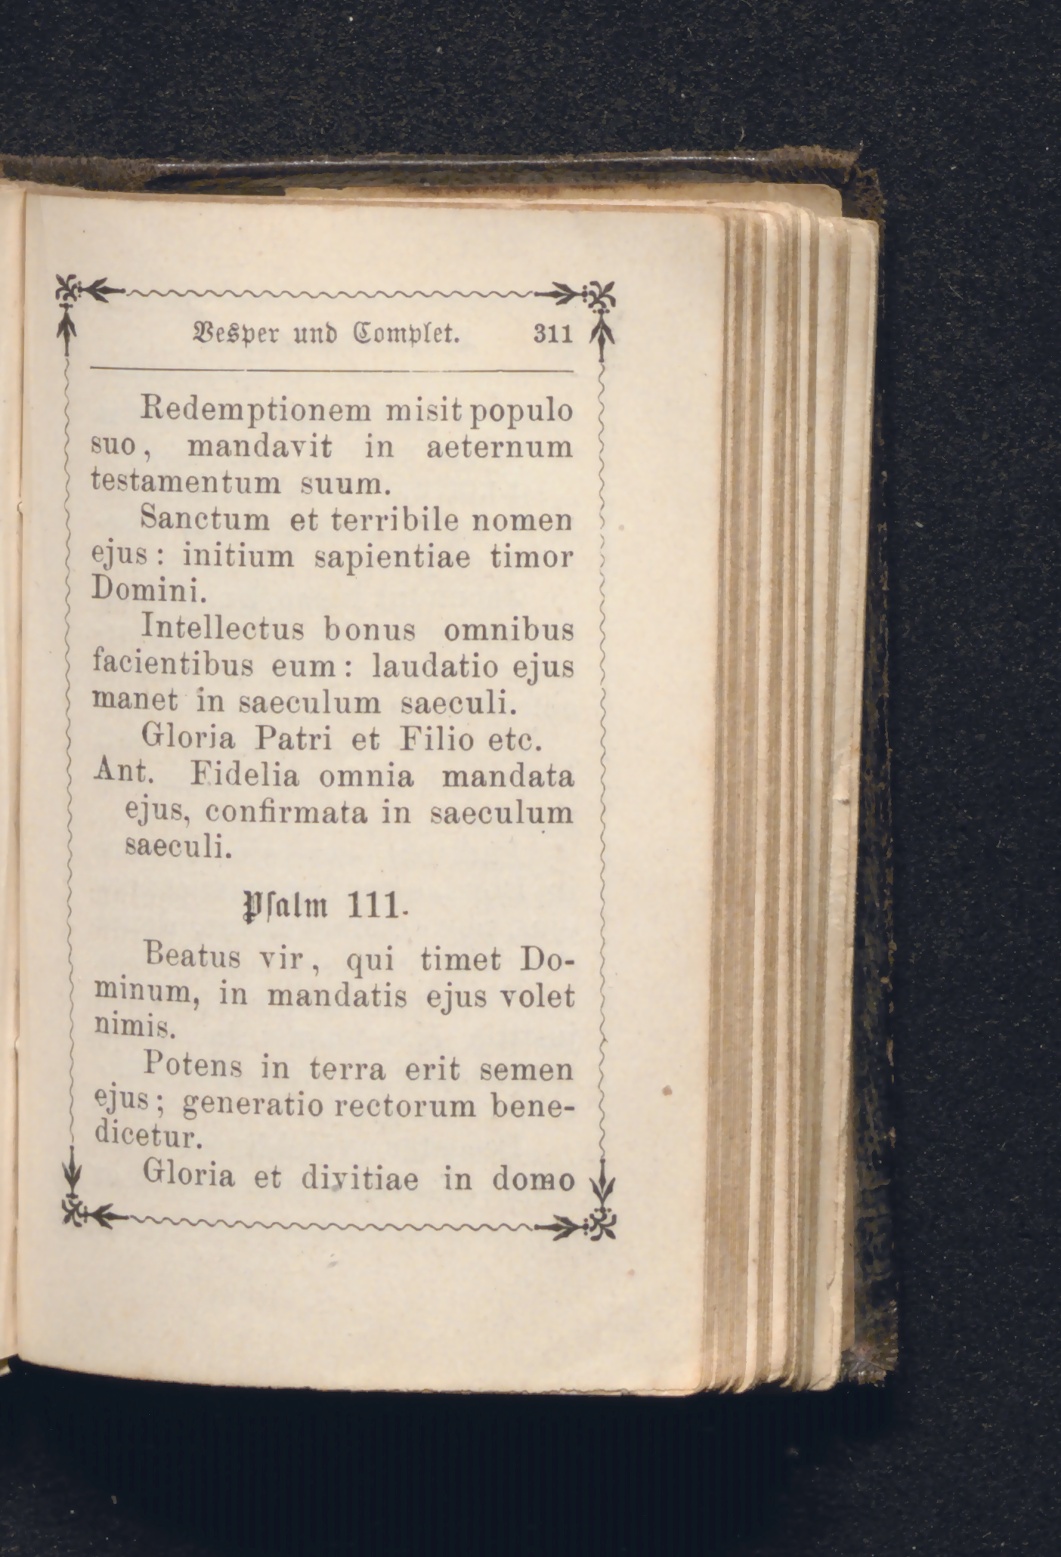 Vesper und Complet. 311
Redemptionem misit populo
suo, mandavit in aeternum
testamentum suum.
Sanctum et terribile nomen
ejus: initium sapientiae timor
Domini.
Intellectus bonus omnibus
facientibus eum: laudatio ejus
manet in saeculum saeculi.
Gloria Patri et Filio etc.
Ant. Fidelia omnia mandata
ejus, confirmata in saeculum
saeculi.
Pſalm 111.
Beatus vir, qui timet Do-
minum, in mandatis ejus volet
nimis.
Potens in terra erit semen
ejus; generatio rectorum bene-
dicetur.
Gloria et divitiae in domo